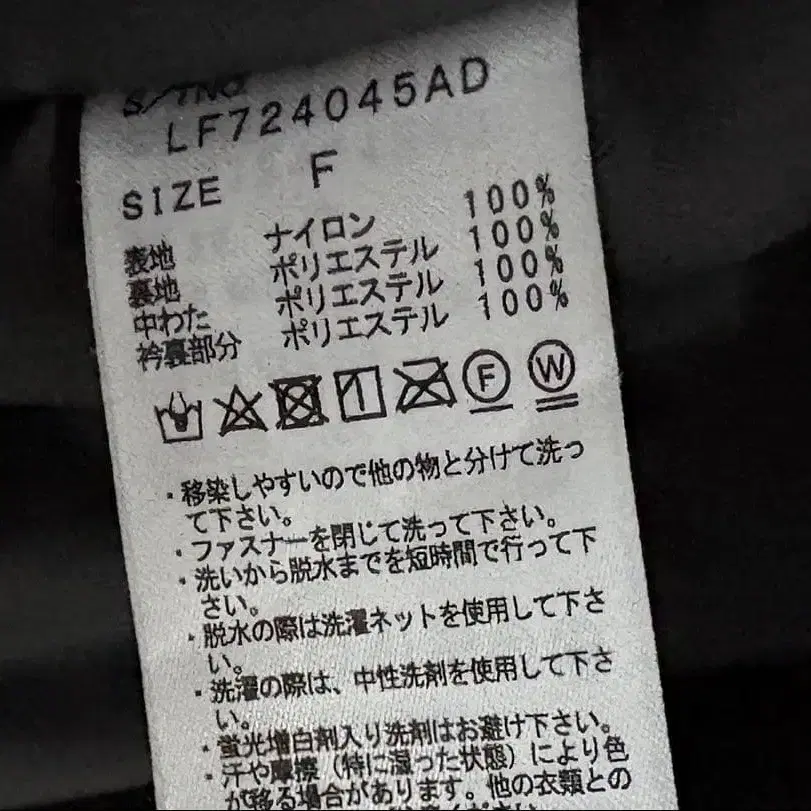 S/TNO
LF724045AD
SIZE F
表地 ナイロン 100%
裏地 ポリエステル 100%
中わた ポリエステル 100%
衿裏部分 ポリエステル 100%
F W
・移染しやすいので他の物と分けて洗っ
て下さい。
・ファスナーを閉じて洗って下さい。
・洗いから脱水までを短時間で行って下
さい。
・脱水の際は洗濯ネットを使用して下さ
い。
・洗濯の際は、中性洗剤を使用して下さ
い。
・蛍光増白剤入り洗剤はお避け下さい。
・汗や摩擦（特に湿った状態）により色
が移る場合があります。他の衣類との